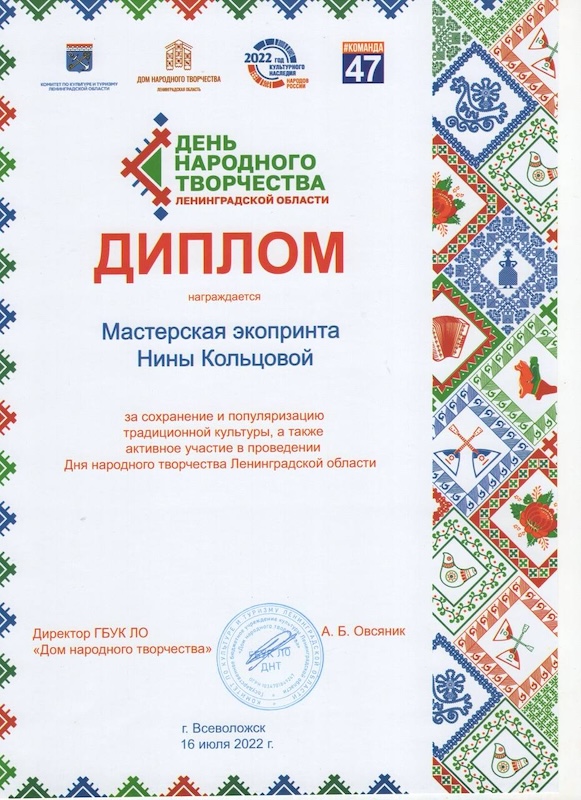 КОМИТЕТ ПО КУЛЬТУРЕ И ТУРИЗМУ
ЛЕНИНГРАДСКОЙ ОБЛАСТИ
ДОМ НАРОДНОГО ТВОРЧЕСТВА
ЛЕНИНГРАДСКАЯ ОБЛАСТЬ
2022 ГОД
КУЛЬТУРНОГО
НАСЛЕДИЯ
НАРОДОВ
РОССИИ
#КОМАНДА
47
ДЕНЬ
НАРОДНОГО
ТВОРЧЕСТВА
ЛЕНИНГРАДСКОЙ ОБЛАСТИ
ДИПЛОМ
награждается
Мастерская экопринта
Нины Кольцовой
за сохранение и популяризацию
традиционной культуры, а также
активное участие в проведении
Дня народного творчества Ленинградской области
Директор ГБУК ЛО
«Дом народного творчества»
А. Б. Овсяник
ГБУК ЛО
ДНТ
г. Всеволожск
16 июля 2022 г.